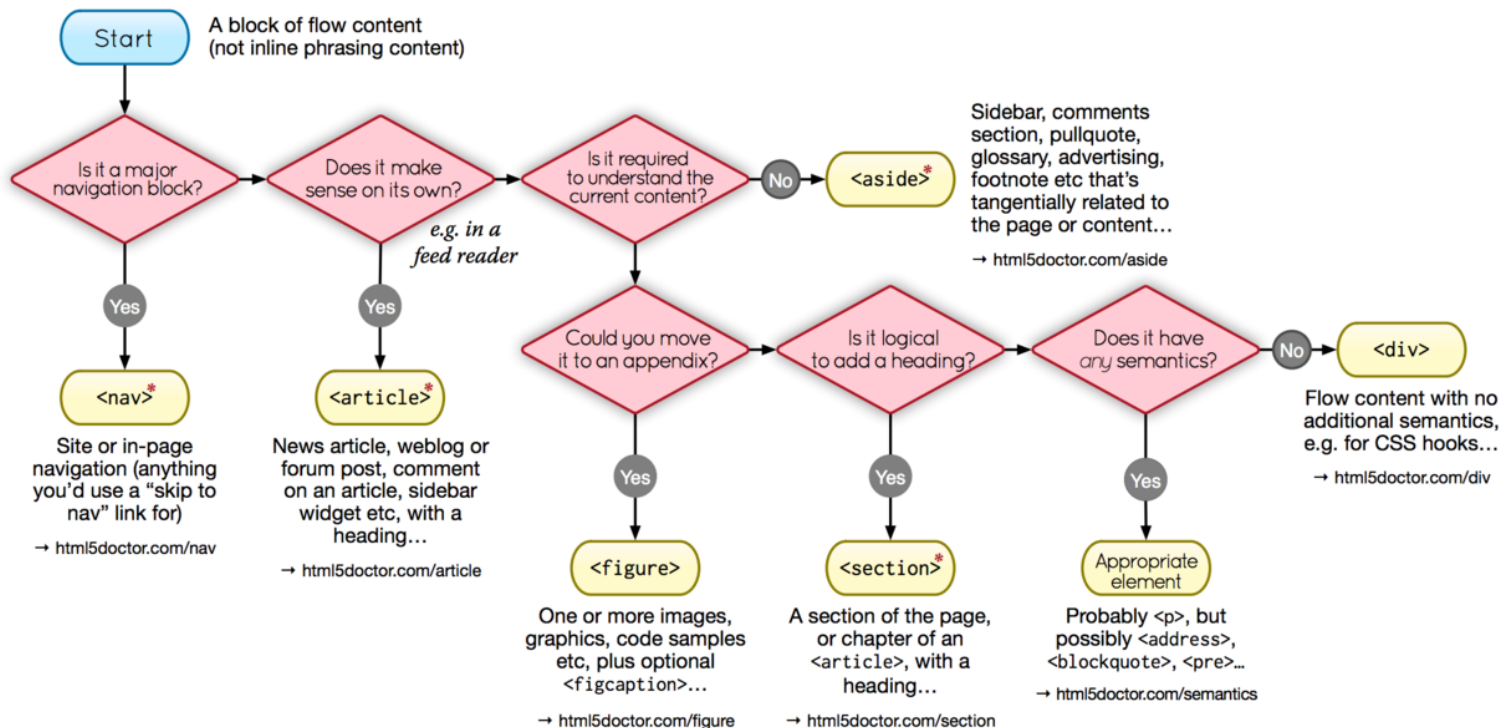 Start
A block of flow content
(not inline phrasing content)
Is it a major
navigation block?
Does it make
sense on its own?
e.g. in a
feed reader
Is it required
to understand the
current content?
No
<aside>*
Sidebar, comments
section, pullquote,
glossary, advertising,
footnote etc that’s
tangentially related to
the page or content…
→ html5doctor.com/aside
Yes
<nav>*
Site or in-page
navigation (anything
you’d use a “skip to
nav” link for)
→ html5doctor.com/nav
Yes
<article>*
News article, weblog or
forum post, comment
on an article, sidebar
widget etc, with a
heading…
→ html5doctor.com/article
Could you move
it to an appendix?
Is it logical
to add a heading?
Does it have
any semantics?
No
<div>
Flow content with no
additional semantics,
e.g. for CSS hooks…
→ html5doctor.com/div
Yes
<figure>
One or more images,
graphics, code samples
etc, plus optional
<figcaption>…
→ html5doctor.com/figure
Yes
<section>*
A section of the page,
or chapter of an
<article>, with a
heading…
→ html5doctor.com/section
Yes
Appropriate
element
Probably <p>, but
possibly <address>,
<blockquote>, <pre>…
→ html5doctor.com/semantics